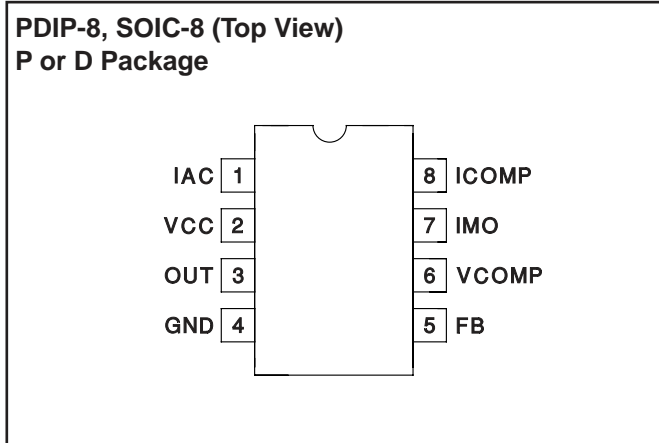 PDIP-8, SOIC-8 (Top View)
P or D Package
IAC 1 8 ICOMP
VCC 2 7 IMO
OUT 3 6 VCOMP
GND 4 5 FB